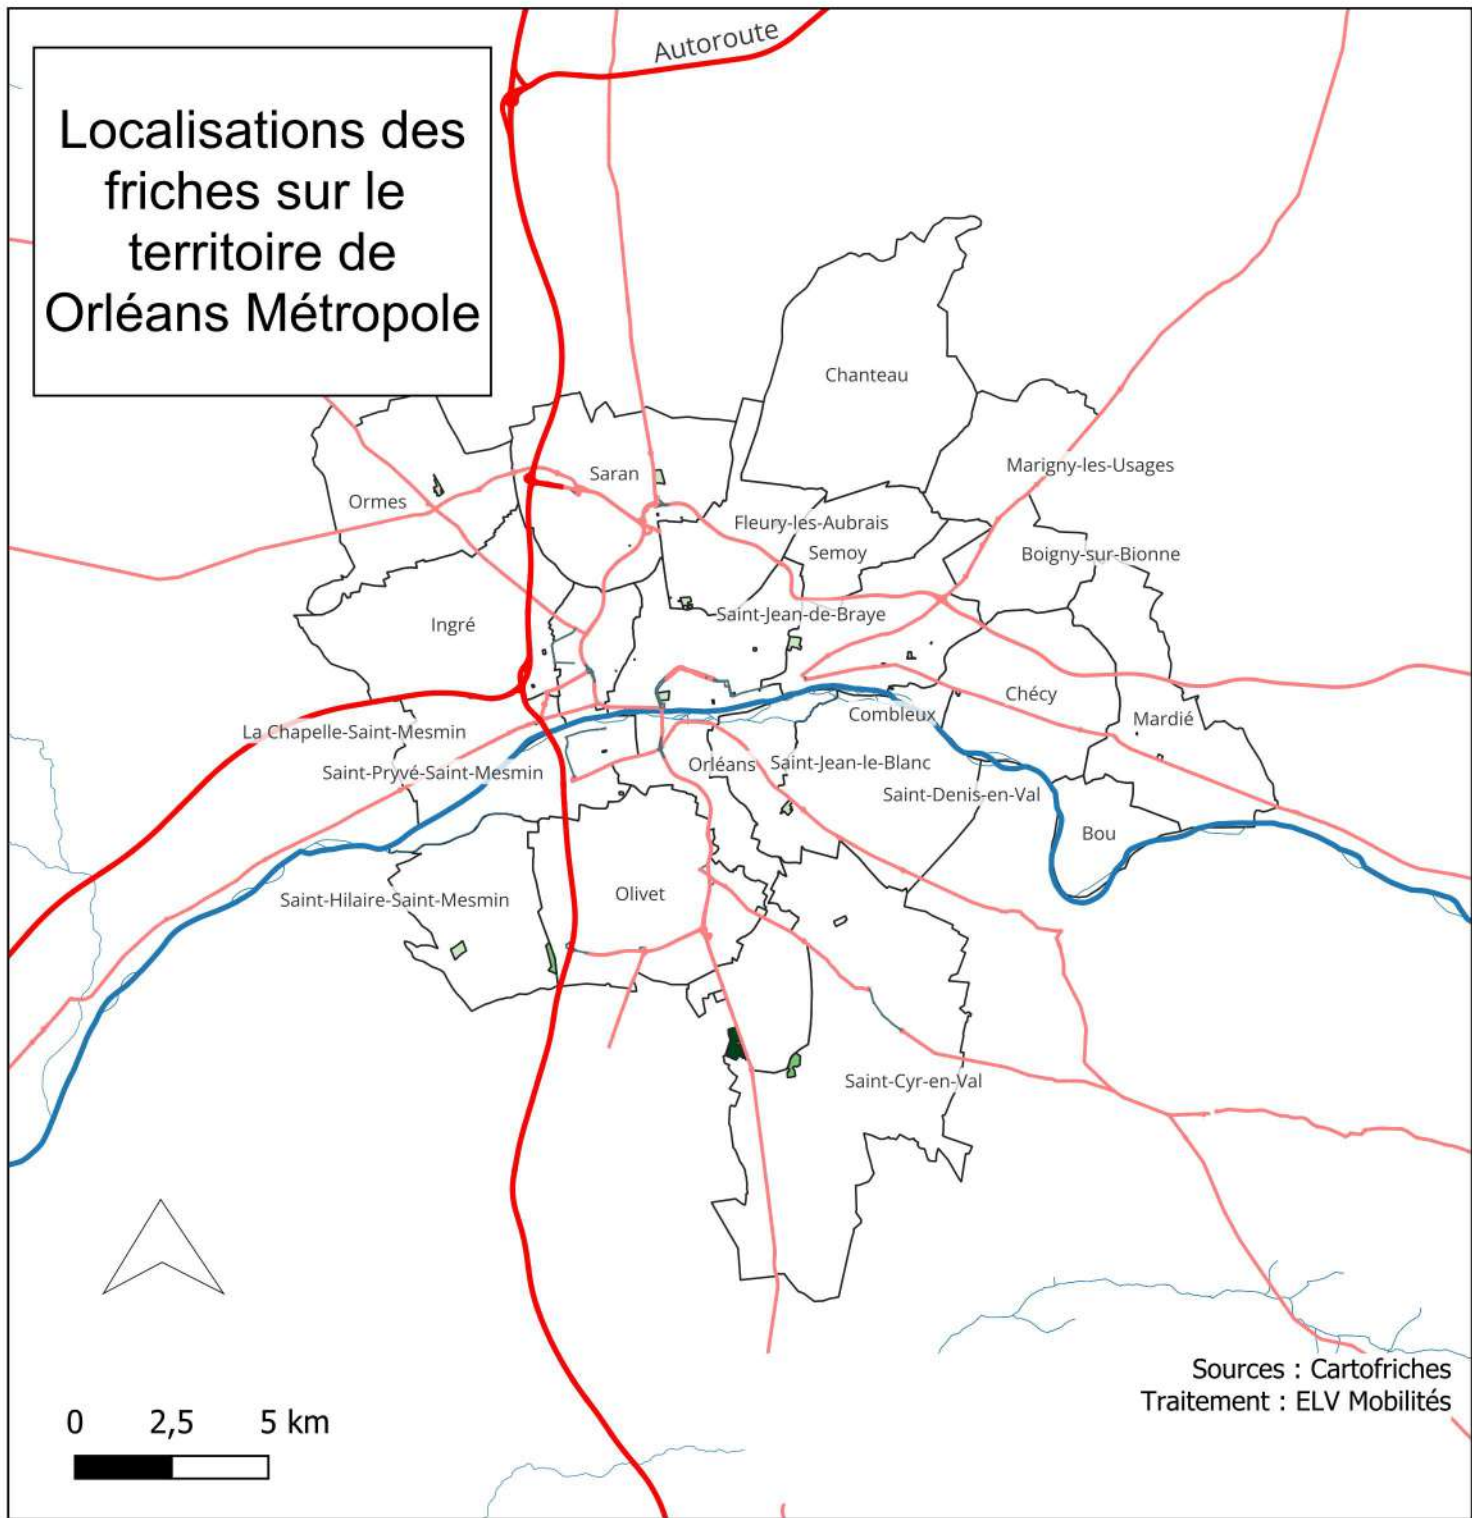 Autoroute
Localisations des
friches sur le
territoire de
Orléans Métropole
Chanteau
Marigny-les-Usages
Saran
Ormes
Fleury-les-Aubrais
Semoy
Boigny-sur-Bionne
Saint-Jean-de-Braye
Ingré
Chécy
Combleux
Mardié
La Chapelle-Saint-Mesmin
Saint-Pryvé-Saint-Mesmin
Orléans
Saint-Jean-le-Blanc
Saint-Denis-en-Val
Bou
Olivet
Saint-Hilaire-Saint-Mesmin
Saint-Cyr-en-Val
Sources : Cartofriches
Traitement : ELV Mobilités
0 2,5 5 km